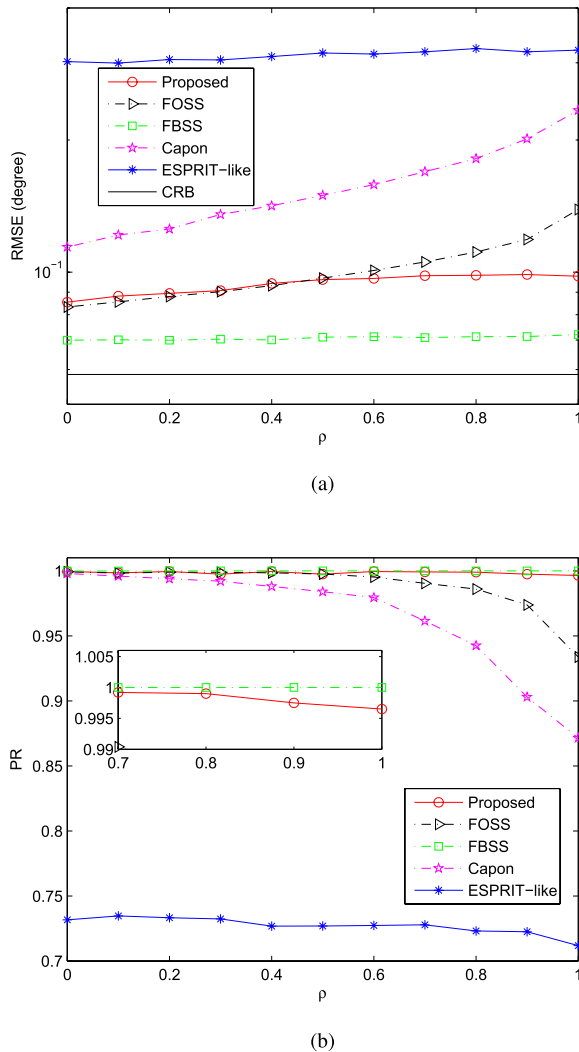 RMSE (degree)
10⁻¹
Proposed
FOSS
FBSS
Capon
ESPRIT−like
CRB
0 0.2 0.4 0.6 0.8 1
ρ
(a)
PR
1
0.95
0.9
0.85
0.8
0.75
0.7
1.005
1
0.995
0.99
0.7 0.8 0.9 1
Proposed
FOSS
FBSS
Capon
ESPRIT−like
0 0.2 0.4 0.6 0.8 1
ρ
(b)